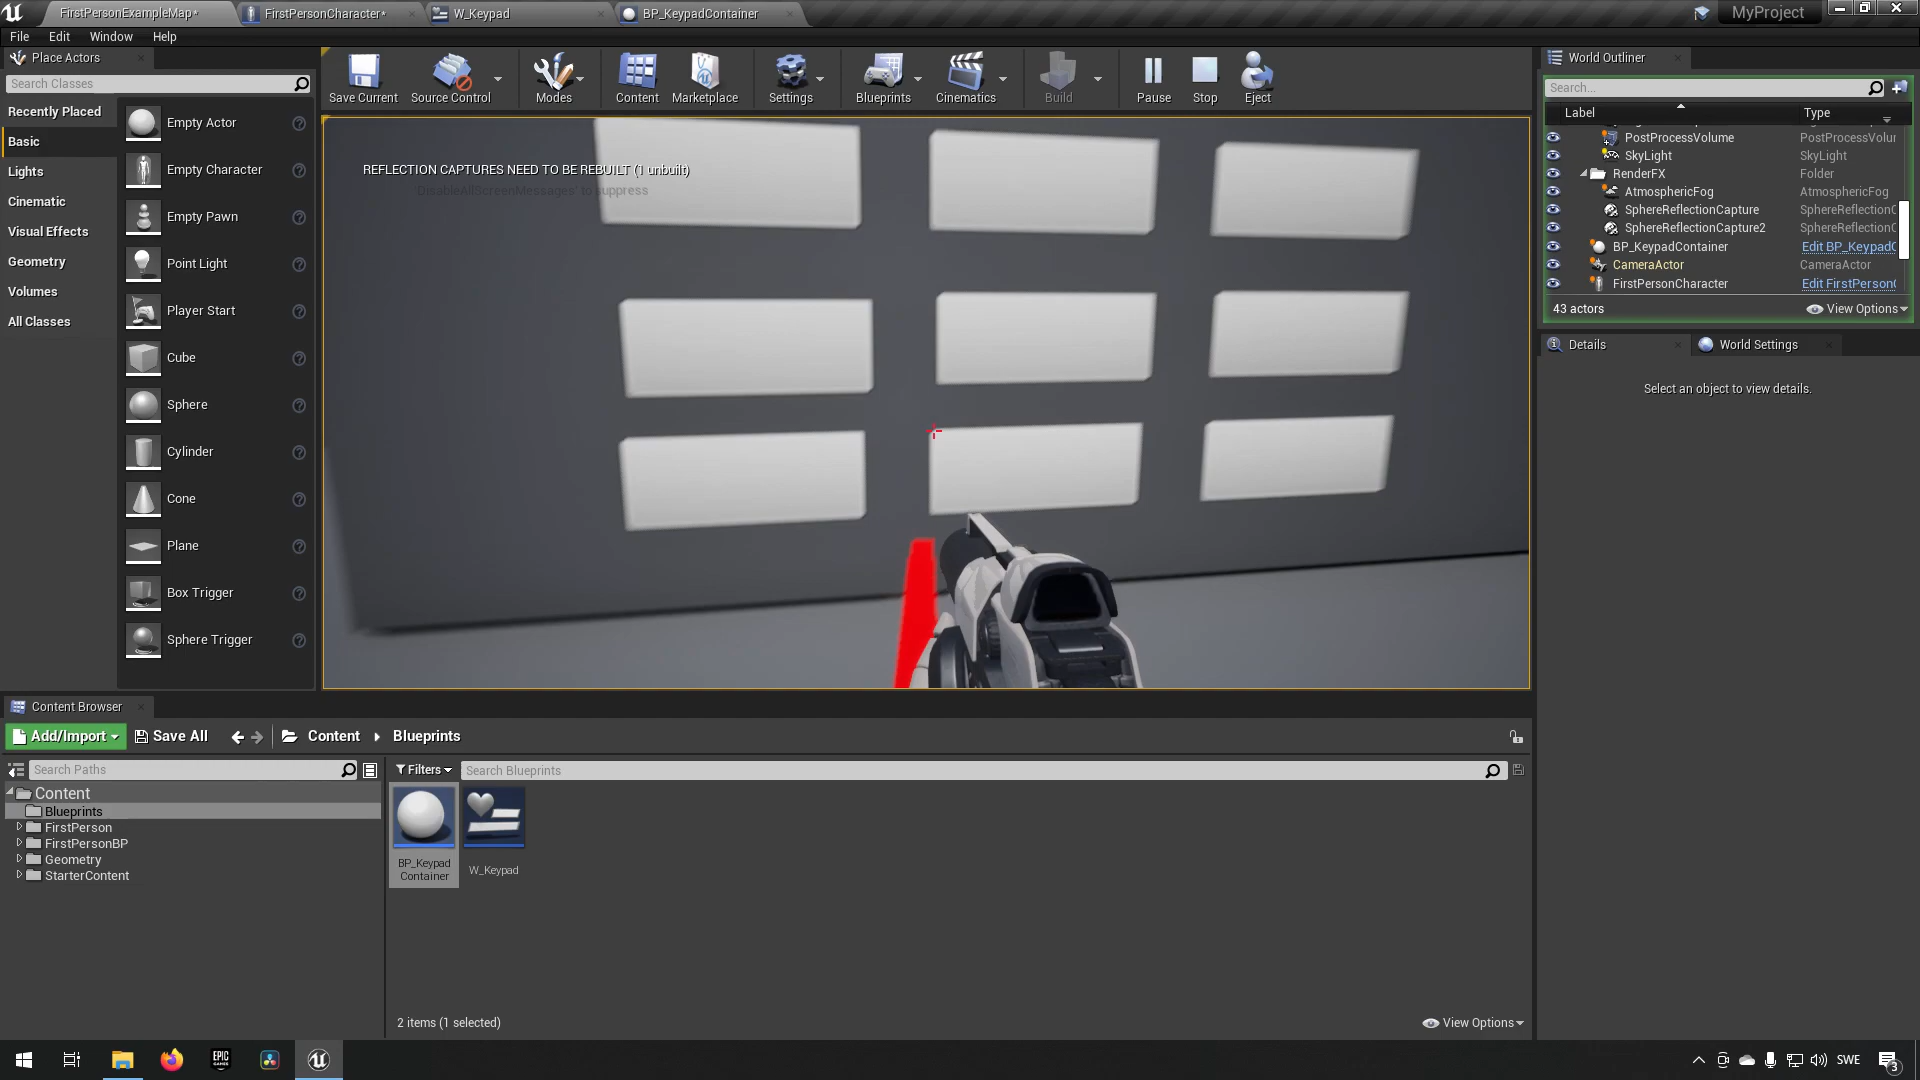 FirstPersonExampleMap*
FirstPersonCharacter*
W_Keypad
BP_KeypadContainer
MyProject
File
Edit
Window
Help
Place Actors
Search Classes
Recently Placed
Basic
Lights
Cinematic
Visual Effects
Geometry
Volumes
All Classes
Empty Actor
Empty Character
Empty Pawn
Point Light
Player Start
Cube
Sphere
Cylinder
Cone
Plane
Box Trigger
Sphere Trigger
Save Current
Source Control
Modes
Content
Marketplace
Settings
Blueprints
Cinematics
Build
Pause
Stop
Eject
REFLECTION CAPTURES NEED TO BE REBUILT (1 unbuilt)
'DisableAllScreenMessages' to suppress
World Outliner
Search...
Label Type
PostProcessVolume PostProcessVolur
SkyLight SkyLight
RenderFX Folder
AtmosphericFog AtmosphericFog
SphereReflectionCapture SphereReflectionC
SphereReflectionCapture2 SphereReflectionC
BP_KeypadContainer Edit BP_KeypadC
CameraActor CameraActor
FirstPersonCharacter Edit FirstPersonC
43 actors
View Options
Details
World Settings
Select an object to view details.
Content Browser
Add/Import
Save All
Content
Blueprints
Search Paths
Filters
Search Blueprints
Content
Blueprints
FirstPerson
FirstPersonBP
Geometry
StarterContent
BP_Keypad
Container
W_Keypad
2 items (1 selected)
View Options
EPIC
GAMES
SWE
3